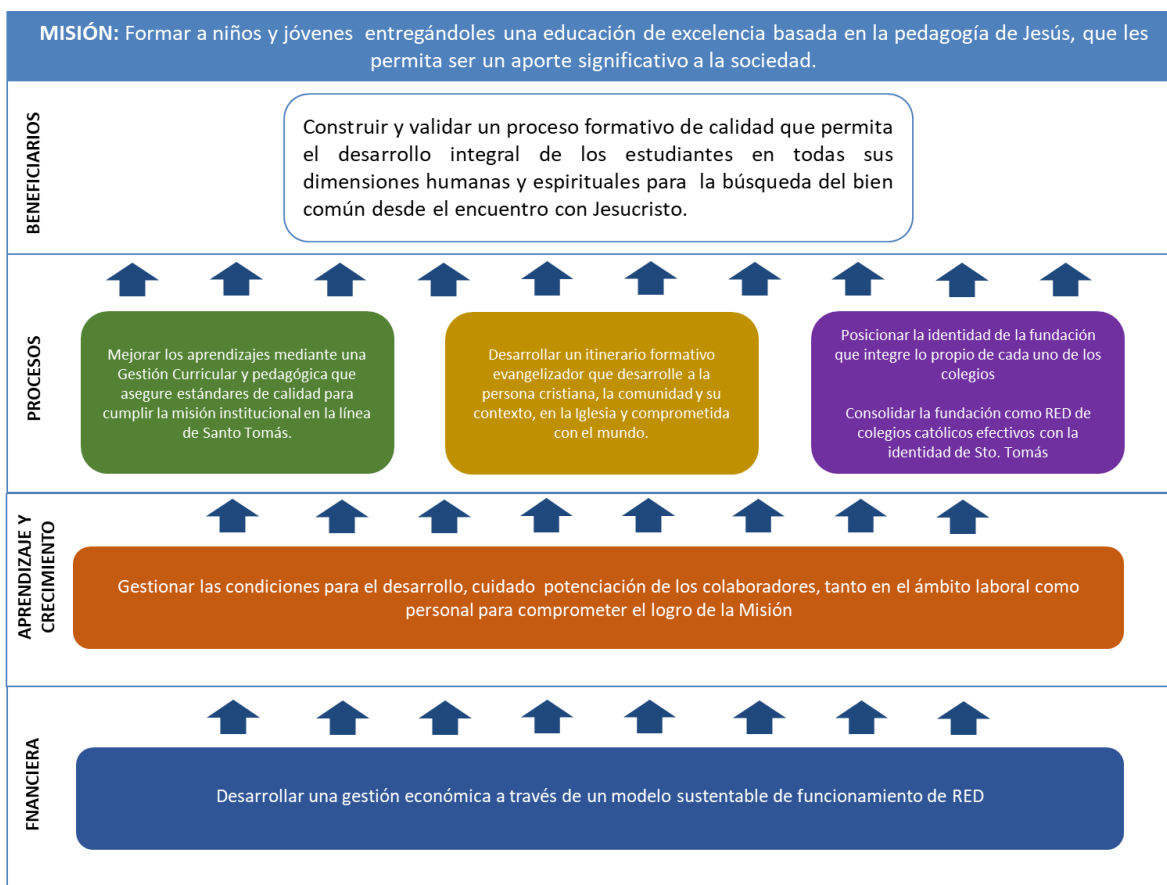 MISIÓN: Formar a niños y jóvenes entregándoles una educación de excelencia basada en la pedagogía de Jesús, que les
permita ser un aporte significativo a la sociedad.
BENEFICIARIOS
Construir y validar un proceso formativo de calidad que permita
el desarrollo integral de los estudiantes en todas sus
dimensiones humanas y espirituales para la búsqueda del bien
común desde el encuentro con Jesucristo.
PROCESOS
Mejorar los aprendizajes mediante una
Gestión Curricular y pedagógica que
asegure estándares de calidad para
cumplir la misión institucional en la línea
de Santo Tomás.
Desarrollar un itinerario formativo
evangelizador que desarrolle a la
persona cristiana, la comunidad y su
contexto, en la Iglesia y comprometida
con el mundo.
Posicionar la identidad de la fundación
que integre lo propio de cada uno de los
colegios
Consolidar la fundación como RED de
colegios católicos efectivos con la
identidad de Sto. Tomás
APRENDIZAJE Y
CRECIMIENTO
Gestionar las condiciones para el desarrollo, cuidado potenciación de los colaboradores, tanto en el ámbito laboral como
personal para comprometer el logro de la Misión
FNANCIERA
Desarrollar una gestión económica a través de un modelo sustentable de funcionamiento de RED